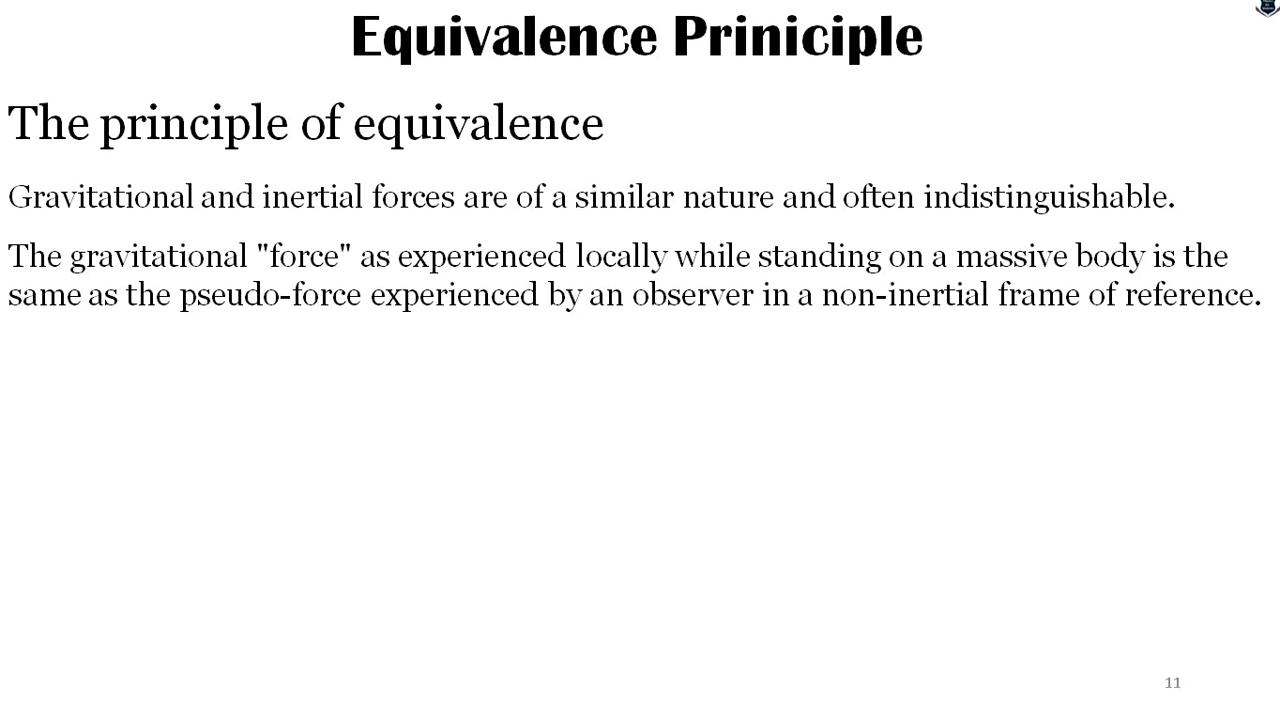 Equivalence Priniciple
The principle of equivalence
Gravitational and inertial forces are of a similar nature and often indistinguishable.
The gravitational "force" as experienced locally while standing on a massive body is the
same as the pseudo-force experienced by an observer in a non-inertial frame of reference.
11